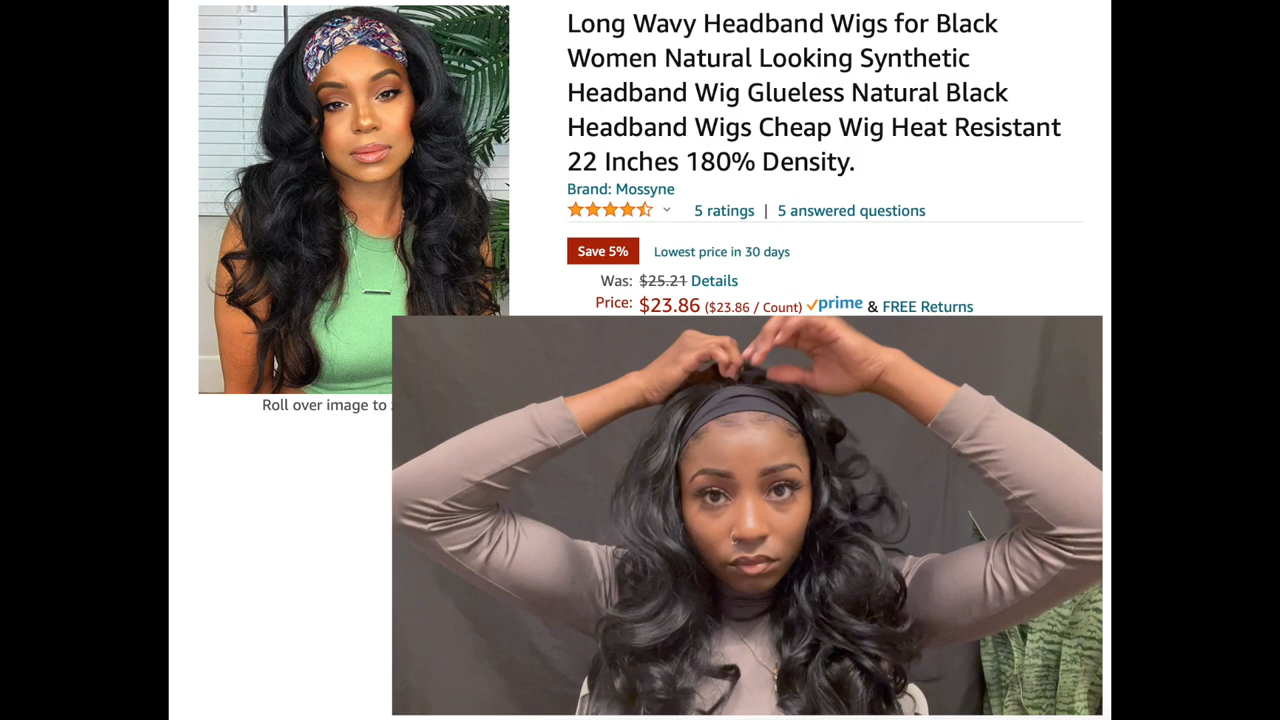 Long Wavy Headband Wigs for Black
Women Natural Looking Synthetic
Headband Wig Glueless Natural Black
Headband Wigs Cheap Wig Heat Resistant
22 Inches 180% Density.
Brand: Mossyne
5 ratings | 5 answered questions
Save 5% Lowest price in 30 days
Was: $25.21 Details
Price: $23.86 ($23.86 / Count) prime & FREE Returns
Roll over image to